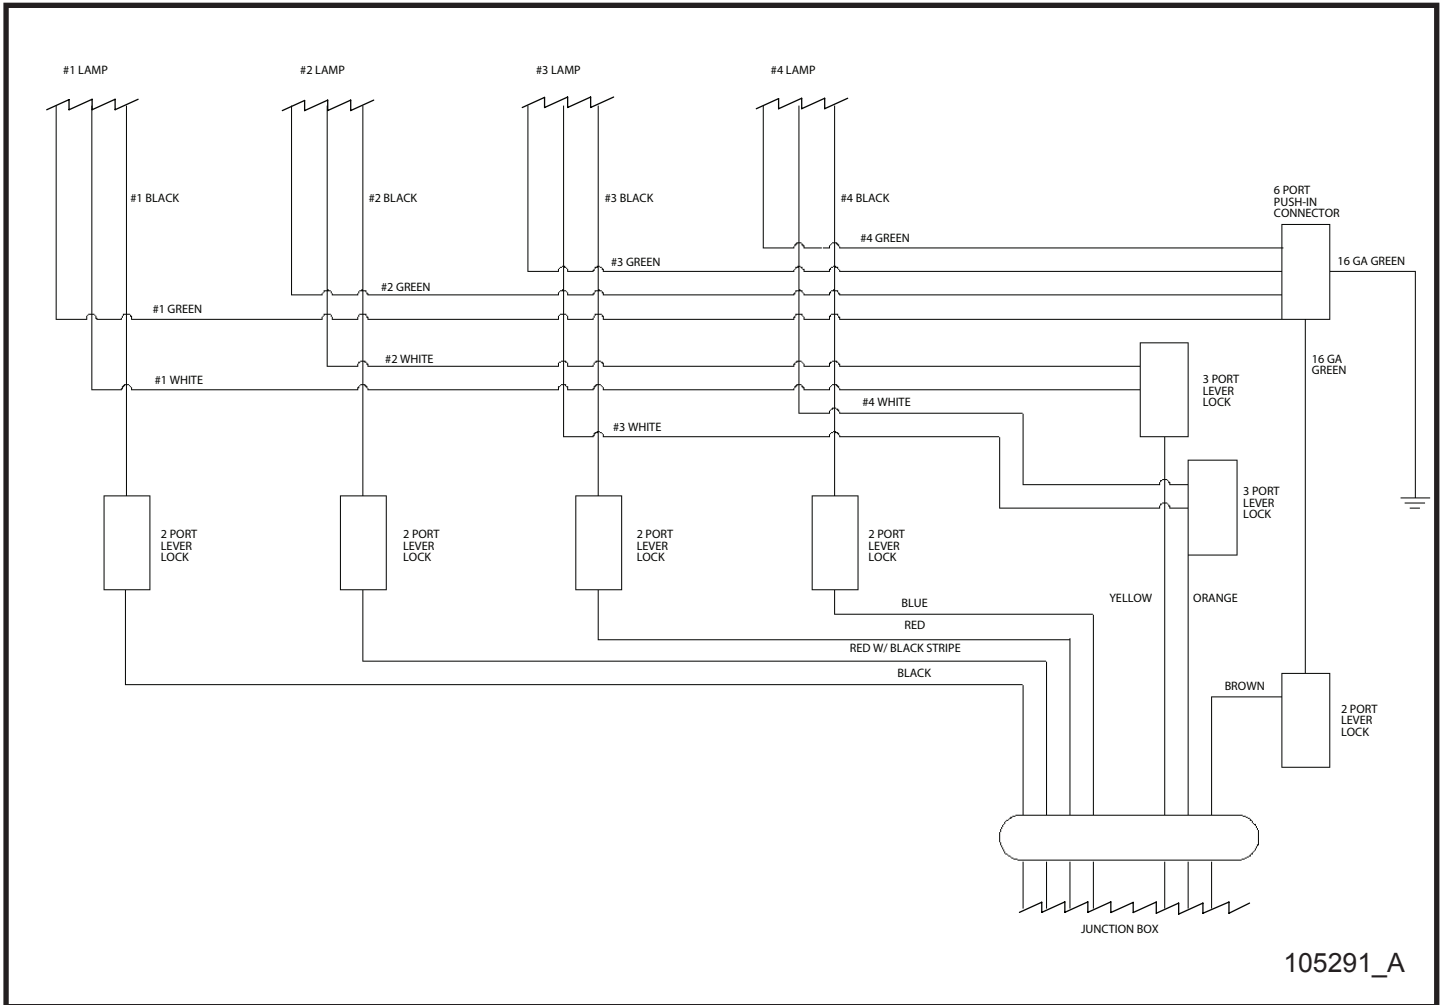 #1 LAMP
#2 LAMP
#3 LAMP
#4 LAMP
#1 BLACK
#2 BLACK
#3 BLACK
#4 BLACK
6 PORT
PUSH-IN
CONNECTOR
#4 GREEN
#3 GREEN
16 GA GREEN
#2 GREEN
#1 GREEN
#2 WHITE
16 GA
GREEN
#1 WHITE
3 PORT
LEVER
LOCK
#4 WHITE
#3 WHITE
3 PORT
LEVER
LOCK
2 PORT
LEVER
LOCK
2 PORT
LEVER
LOCK
2 PORT
LEVER
LOCK
2 PORT
LEVER
LOCK
BLUE
YELLOW
ORANGE
RED
RED W/ BLACK STRIPE
BLACK
BROWN
2 PORT
LEVER
LOCK
JUNCTION BOX
105291_A